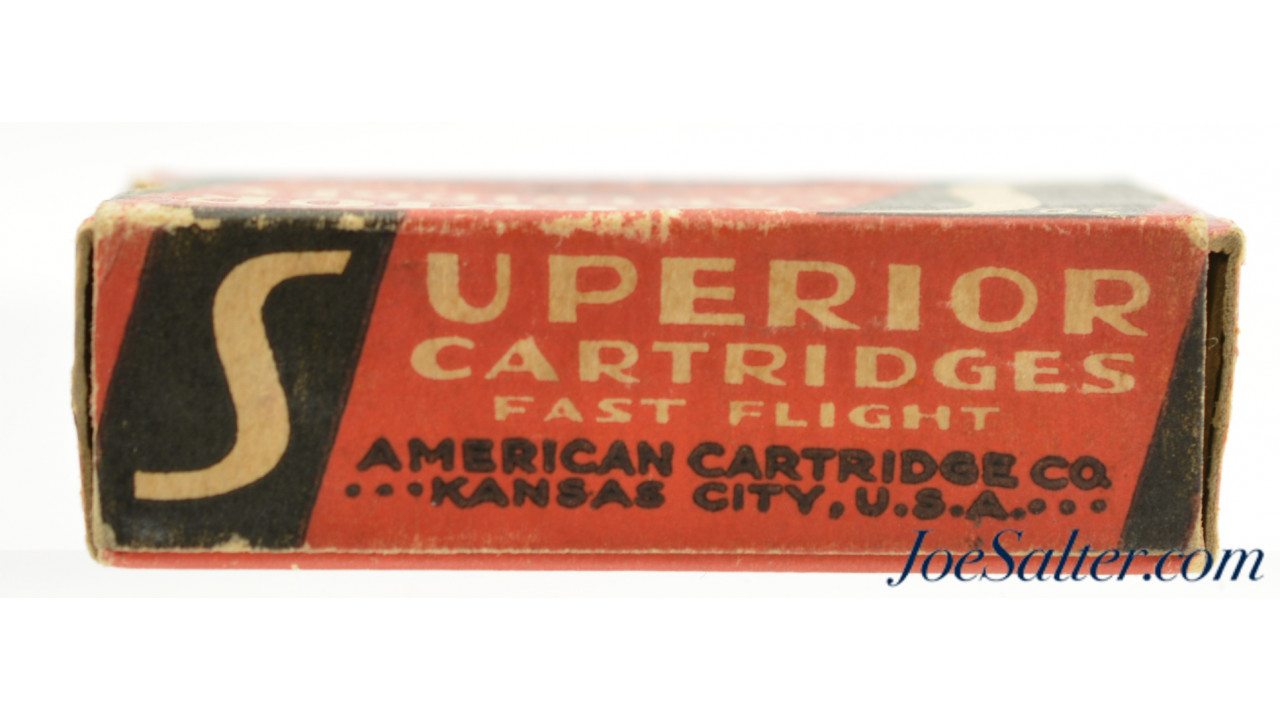 SUPERIOR
CARTRIDGES
FAST FLIGHT
AMERICAN CARTRIDGE CO.
...KANSAS CITY, U.S.A....
JoeSalter.com